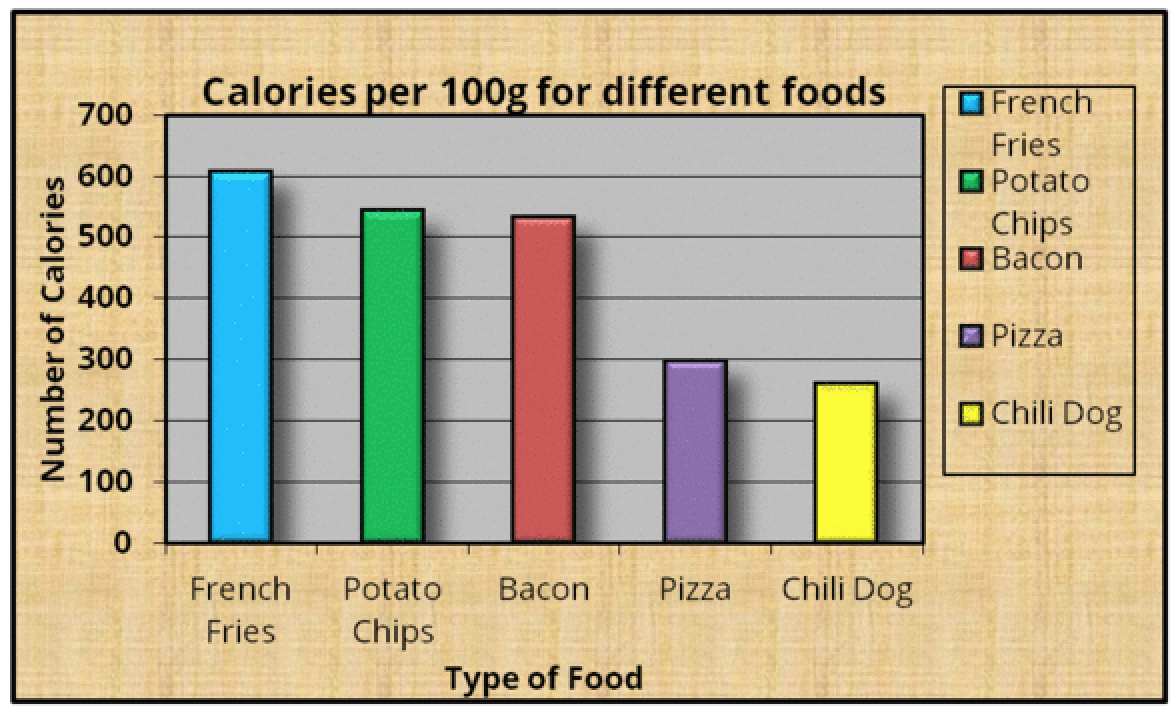 Calories per 100g for different foods
700
600
500
400
300
200
100
0
Number of Calories
French
Fries
Potato
Chips
Bacon
Pizza
Chili Dog
Type of Food
French
Fries
Potato
Chips
Bacon
Pizza
Chili Dog